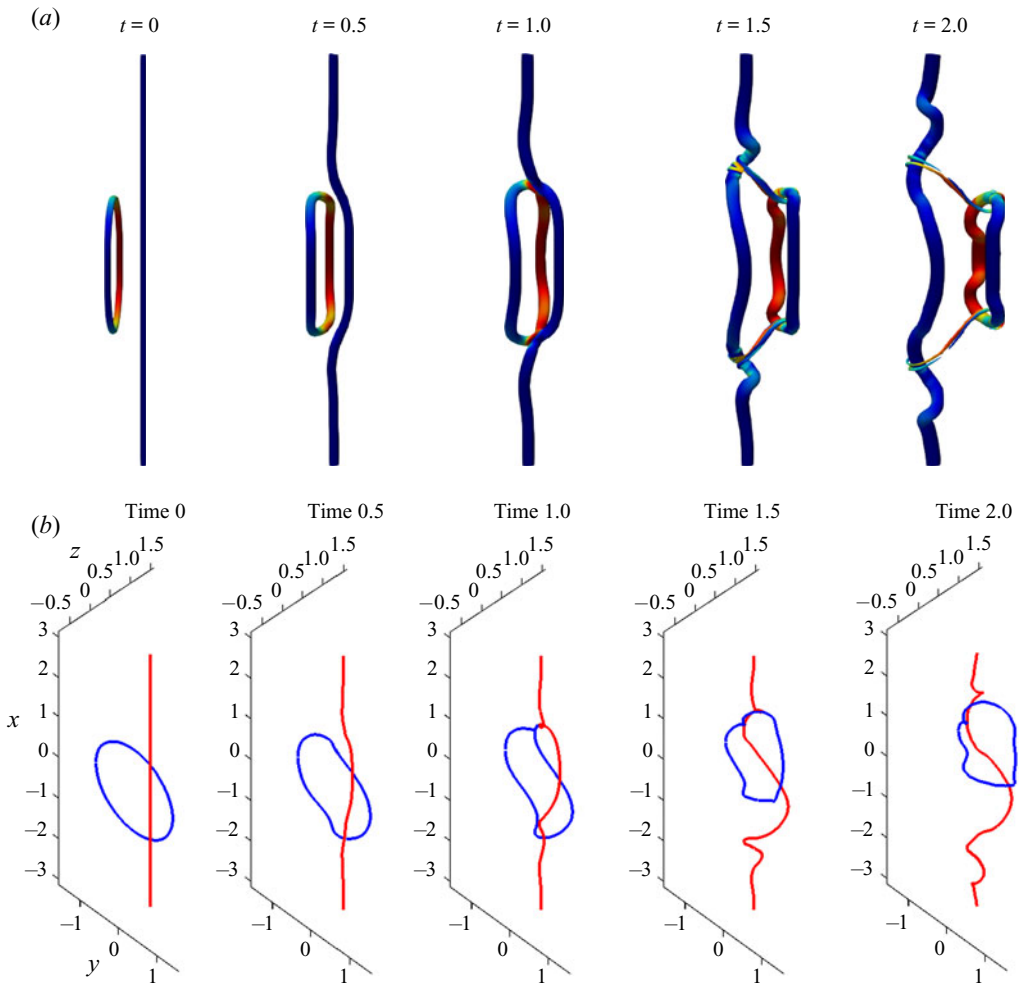 (a)
t = 0 t = 0.5 t = 1.0 t = 1.5 t = 2.0
(b)
Time 0 Time 0.5 Time 1.0 Time 1.5 Time 2.0
z
1.5 1.5 1.5 1.5 1.5
1.0 1.0 1.0 1.0 1.0
0.5 0.5 0.5 0.5 0.5
0 0 0 0 0
−0.5 −0.5 −0.5 −0.5 −0.5
3 3 3 3 3
2 2 2 2 2
1 1 1 1 1
x
0 0 0 0 0
−1 −1 −1 −1 −1
−2 −2 −2 −2 −2
−3 −3 −3 −3 −3
−1 −1 −1 −1 −1
0 0 0 0 0
y
1 1 1 1 1